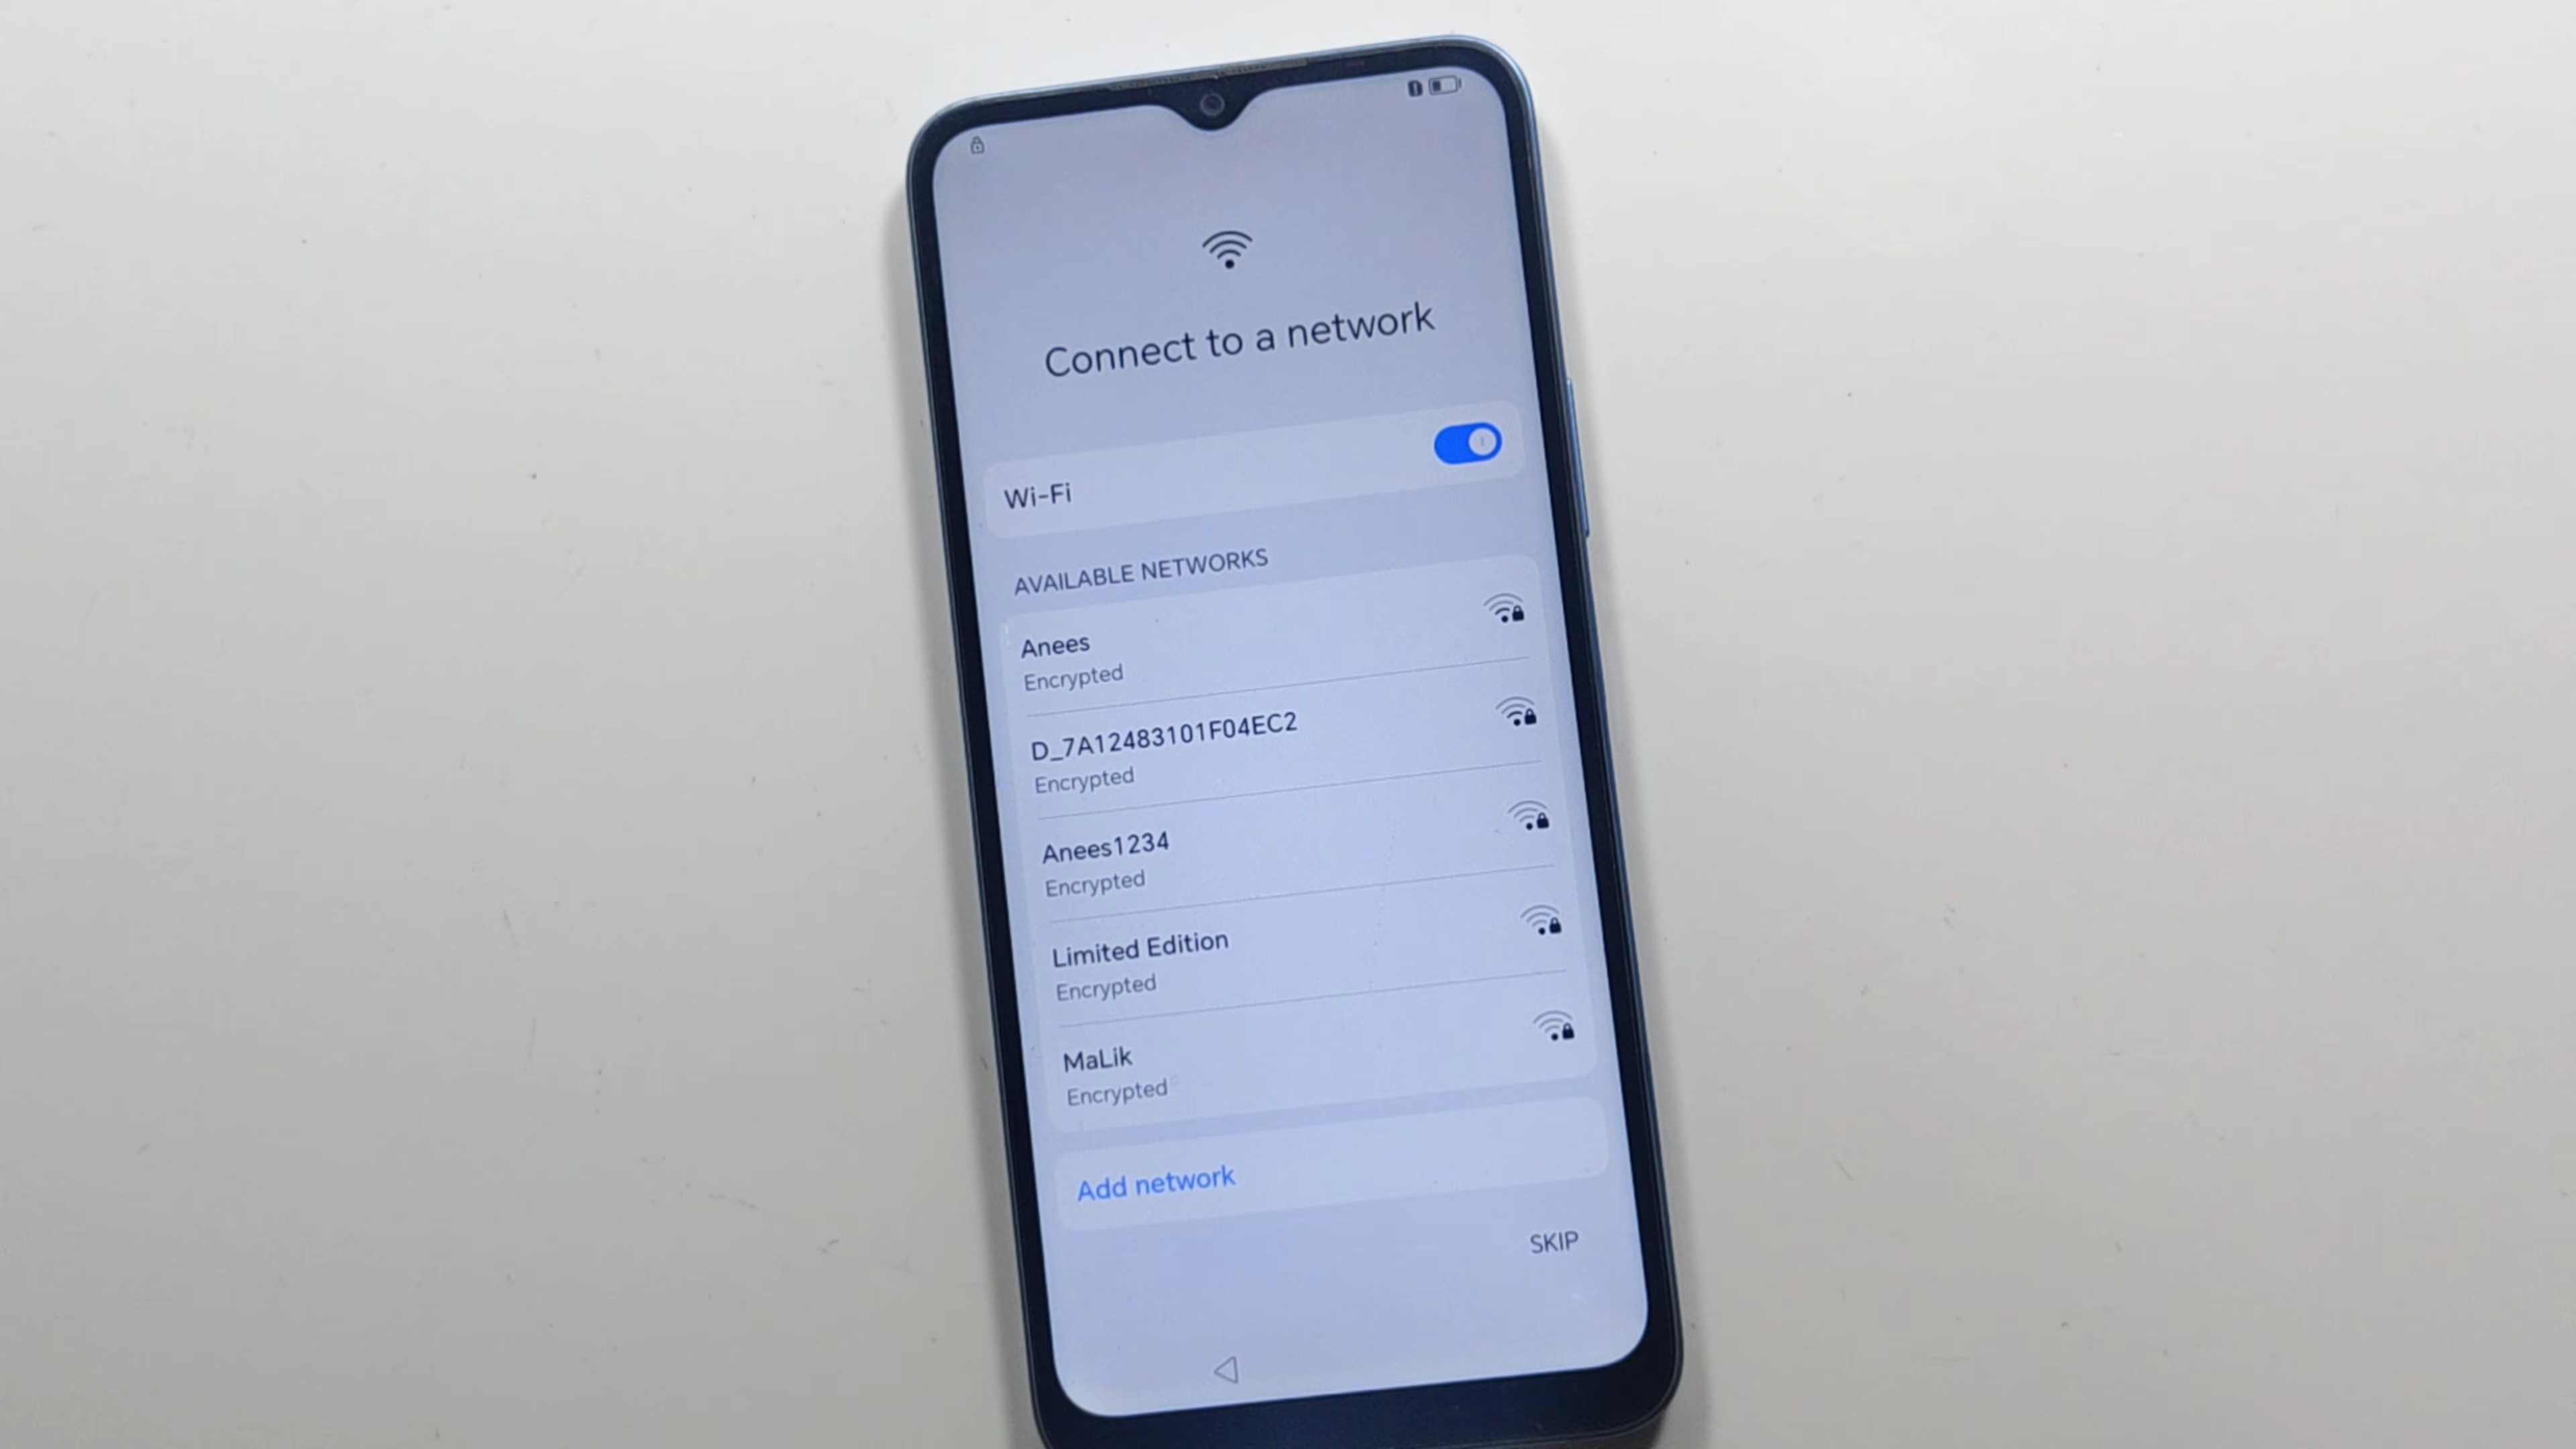 Connect to a network
Wi-Fi
AVAILABLE NETWORKS
Anees
Encrypted
D_7A12483101F04EC2
Encrypted
Anees1234
Encrypted
Limited Edition
Encrypted
MaLik
Encrypted
Add network
SKIP